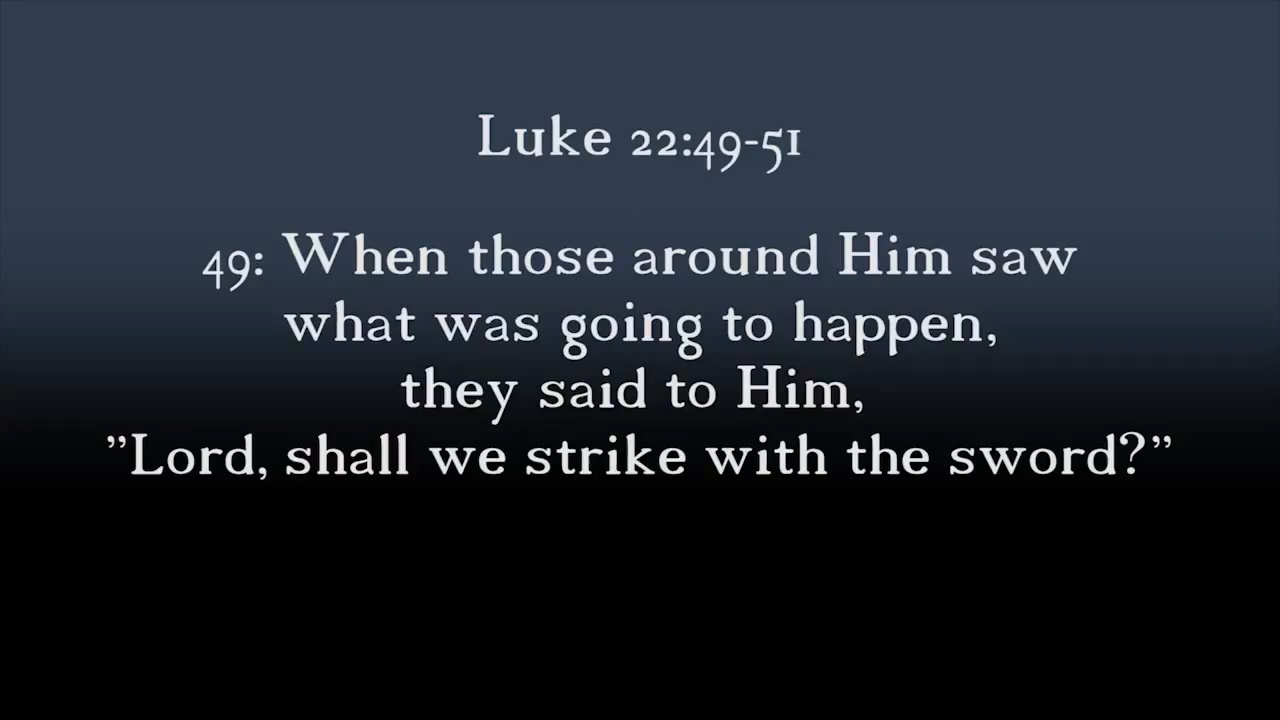 Luke 22:49-51
49: When those around Him saw
what was going to happen,
they said to Him,
”Lord, shall we strike with the sword?”